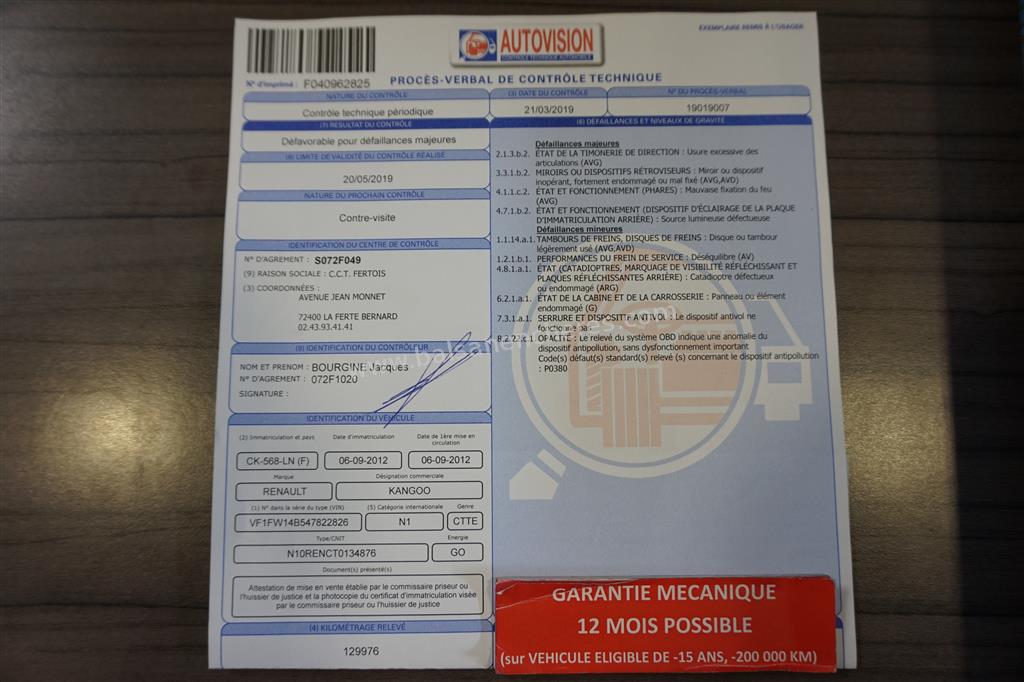 EXEMPLAIRE REMIS À L'USAGER
AUTOVISION
CONTROLE TECHNIQUE AUTOMOBILE
N° d'imprimé : F040962825
PROCÈS-VERBAL DE CONTRÔLE TECHNIQUE
NATURE DU CONTRÔLE
Contrôle technique périodique
(3) DATE DU CONTRÔLE
21/03/2019
N° DU PROCÈS-VERBAL
19019007
(7) RESULTAT DU CONTRÔLE
Défavorable pour défaillances majeures
(8) LIMITE DE VALIDITÉ DU CONTRÔLE RÉALISÉ
20/05/2019
NATURE DU PROCHAIN CONTRÔLE
Contre-visite
IDENTIFICATION DU CENTRE DE CONTRÔLE
N° D'AGREMENT : S072F049
(9) RAISON SOCIALE : C.C.T. FERTOIS
(3) COORDONNÉES :
AVENUE JEAN MONNET
72400 LA FERTE BERNARD
02.43.93.41.41
(9) IDENTIFICATION DU CONTRÔLEUR
NOM ET PRENOM : BOURGINE Jacques
N° D'AGREMENT : 072F1020
SIGNATURE :
IDENTIFICATION DU VÉHICULE
(2) Immatriculation et pays
Date d'immatriculation
Date de 1ère mise en
circulation
CK-568-LN (F)
06-09-2012
06-09-2012
Marque
Désignation commerciale
RENAULT
KANGOO
(1) N° dans la série du type (VIN)
(5) Catégorie internationale
Genre
VF1FW14B547822826
N1
CTTE
Type/CNIT
Energie
N10RENCT0134876
GO
Document(s) présenté(s)
Attestation de mise en vente établie par le commissaire priseur ou
l'huissier de justice et la photocopie du certificat d'immatriculation visée
par le commissaire priseur ou l'huissier de justice
(4) KILOMÉTRAGE RELEVÉ
129976
(6) DÉFAILLANCES ET NIVEAUX DE GRAVITÉ
Défaillances majeures
2.1.3.b.2. ÉTAT DE LA TIMONERIE DE DIRECTION : Usure excessive des
articulations (AVG)
3.3.1.b.2. MIROIRS OU DISPOSITIFS RÉTROVISEURS : Miroir ou dispositif
inopérant, fortement endommagé ou mal fixé (AVG,AVD)
4.1.1.c.2. ÉTAT ET FONCTIONNEMENT (PHARES) : Mauvaise fixation du feu
(AVG)
4.7.1.b.2. ÉTAT ET FONCTIONNEMENT (DISPOSITIF D'ÉCLAIRAGE DE LA PLAQUE
D'IMMATRICULATION ARRIÈRE) : Source lumineuse défectueuse
Défaillances mineures
1.1.14.a.1. TAMBOURS DE FREINS, DISQUES DE FREINS : Disque ou tambour
légèrement usé (AVG,AVD)
1.2.1.b.1. PERFORMANCES DU FREIN DE SERVICE : Déséquilibre (AV)
4.8.1.a.1. ÉTAT (CATADIOPTRES, MARQUAGE DE VISIBILITÉ RÉFLÉCHISSANT ET
PLAQUES RÉFLÉCHISSANTES ARRIÈRE) : Catadioptre défectueux
ou endommagé (ARG)
6.2.1.a.1. ÉTAT DE LA CABINE ET DE LA CARROSSERIE : Panneau ou élément
endommagé (G)
7.3.1.a.1. SERRURE ET DISPOSITIF ANTIVOL : Le dispositif antivol ne
fonctionne pas
8.2.22.c.1. OPACITÉ : Le relevé du système OBD indique une anomalie du
dispositif antipollution, sans dysfonctionnement important
Code(s) défaut(s) standard(s) relevé (s) concernant le dispositif antipollution
: P0380
GARANTIE MECANIQUE
12 MOIS POSSIBLE
(sur VEHICULE ELIGIBLE DE -15 ANS, -200 000 KM)